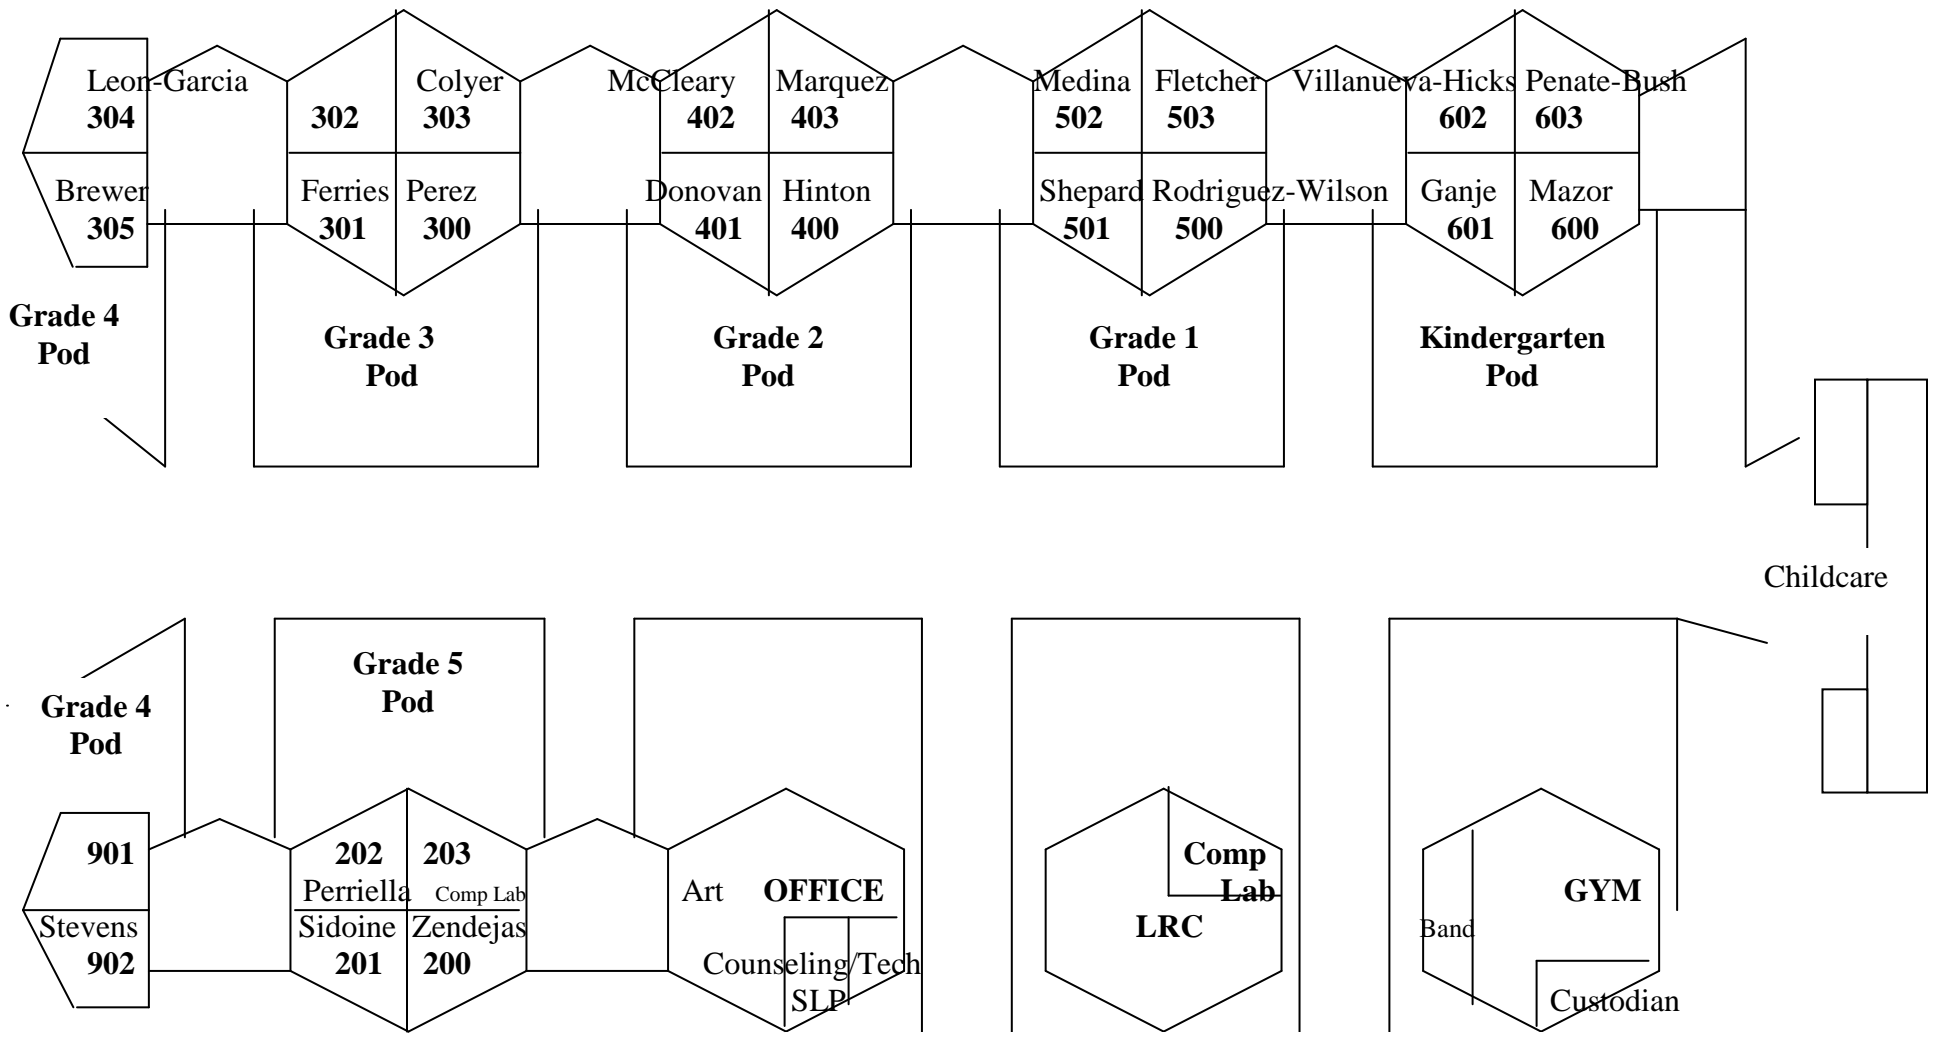 Leon-Garcia Colyer McCleary Marquez Medina Fletcher Villanueva-Hicks Penate-Bush
304 302 303 402 403 502 503 602 603
Brewer Ferries Perez Donovan Hinton Shepard Rodriguez-Wilson Ganje Mazor
305 301 300 401 400 501 500 601 600
Grade 4
Pod
Grade 3
Pod
Grade 2
Pod
Grade 1
Pod
Kindergarten
Pod
Childcare
Grade 4
Pod
Grade 5
Pod
901 202 203 Comp
Perriella Comp Lab Art OFFICE Lab GYM
Stevens Sidoine Zendejas LRC Band
902 201 200 Counseling/Tech
SLP Custodian